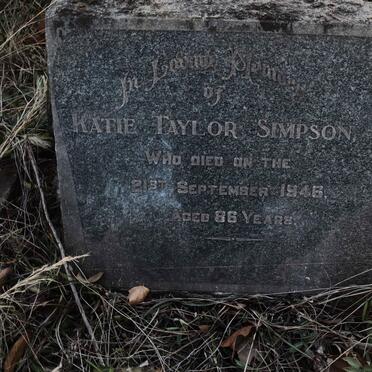 In Loving Memory
of
KATIE TAYLOR SIMPSON,
WHO DIED ON THE
21ST SEPTEMBER 1946
AGED 86 YEARS